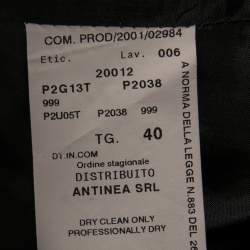 COM. PROD/2001/02984
Etic. Lav. 006
20012
P2G13T P2038
999
P2U05T P2038 999
TG. 40
D1.IN.COM
Ordine stagionale
DISTRIBUITO
ANTINEA SRL
DRY CLEAN ONLY
PROFESSIONALLY DRY
A NORMA DELLA LEGGE N.883 DEL